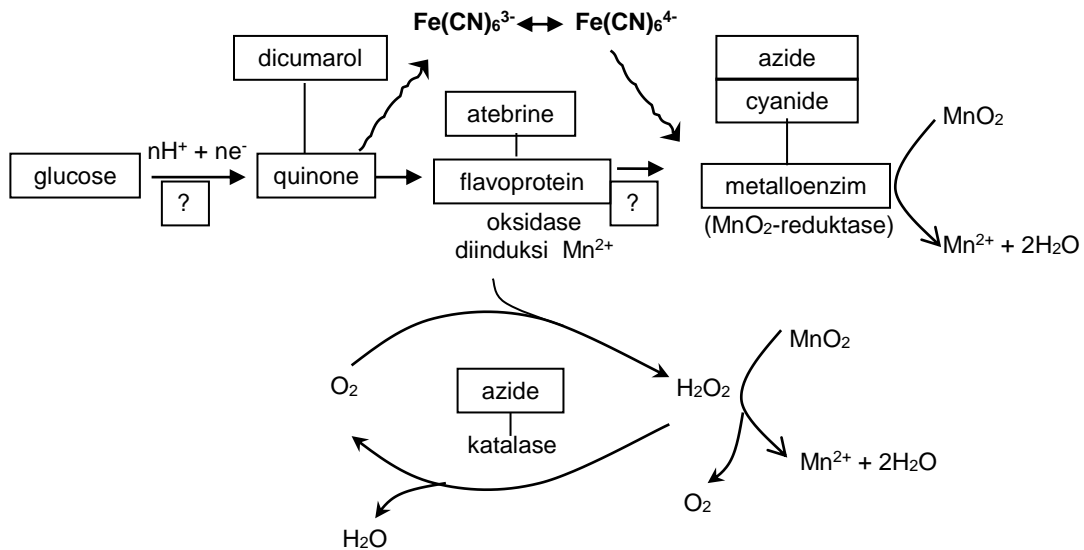 Fe(CN)₆³⁻ Fe(CN)₆⁴⁻
dicumarol
azide
cyanide
atebrine
MnO₂
nH⁺ + ne⁻
glucose
?
quinone
flavoprotein
?
metalloenzim
oksidase
diinduksi Mn²⁺
(MnO₂-reduktase)
Mn²⁺ + 2H₂O
MnO₂
O₂
azide
H₂O₂
katalase
Mn²⁺ + 2H₂O
O₂
H₂O